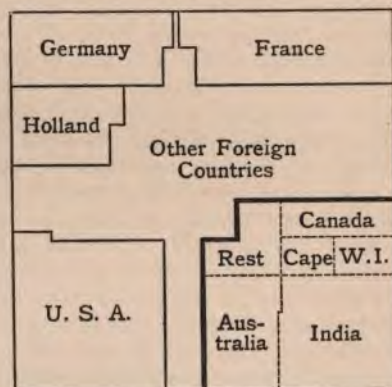 Germany
France
Holland
Other Foreign
Countries
Canada
Rest
Cape
W.I.
U. S. A.
Aus-
tralia
India